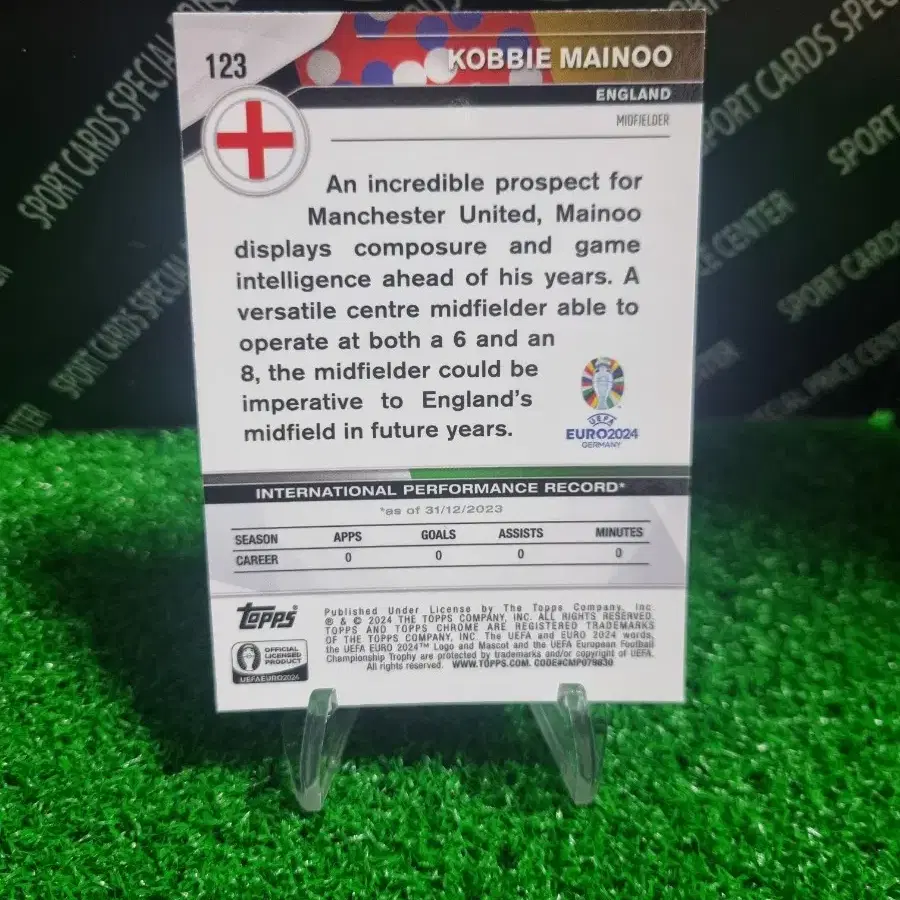 123
KOBBIE MAINOO
ENGLAND
MIDFIELDER
An incredible prospect for
Manchester United, Mainoo
displays composure and game
intelligence ahead of his years. A
versatile centre midfielder able to
operate at both a 6 and an
8, the midfielder could be
imperative to England's
midfield in future years.
UEFA
EURO2024
GERMANY
INTERNATIONAL PERFORMANCE RECORD*
*as of 31/12/2023
SEASON APPS GOALS ASSISTS MINUTES
CAREER 0 0 0 0
topps
Published Under License by The Topps Company, Inc.
® & © 2024 THE TOPPS COMPANY, INC. ALL RIGHTS RESERVED.
TOPPS AND TOPPS CHROME ARE REGISTERED TRADEMARKS
OF THE TOPPS COMPANY, INC. The UEFA and EURO 2024 words,
the UEFA EURO 2024™ Logo and Mascot and the UEFA European Football
Championship Trophy are protected by trademarks and/or copyright of UEFA.
All rights reserved. WWW.TOPPS.COM. CODE#CMP079830
OFFICIAL
LICENSED
PRODUCT
UEFAEURO2024
SPORT CARDS SPECIAL
SPORT CARDS SPECIAL
SPORT CARDS SPEC
PORT CARDS SPECIAL
SPORT
CE CENTER
SPORT CARDS